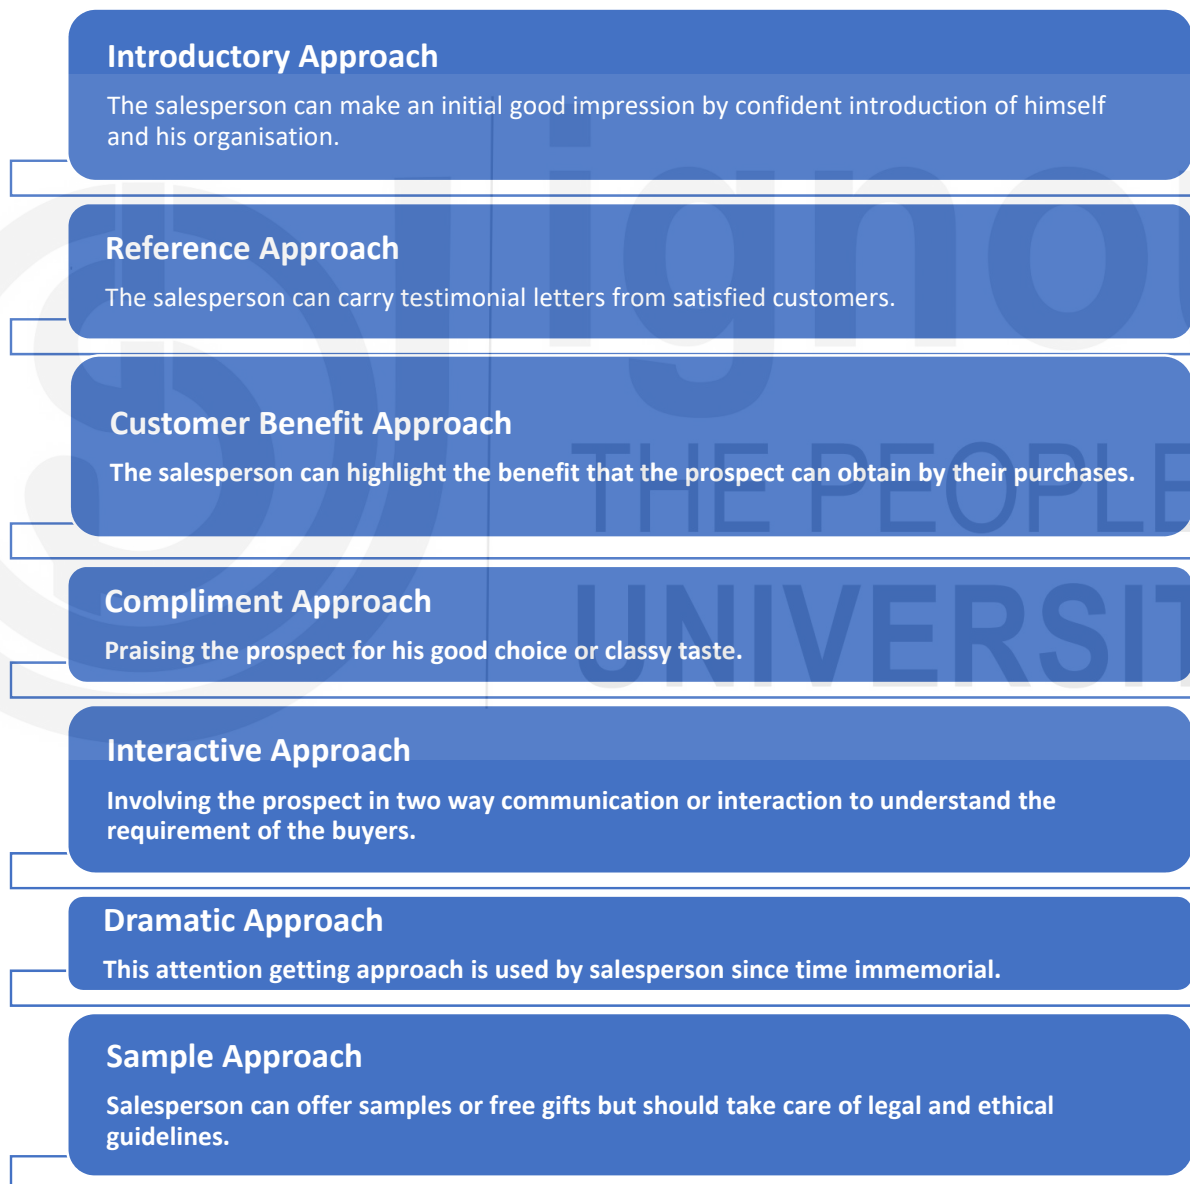 Introductory Approach
The salesperson can make an initial good impression by confident introduction of himself
and his organisation.
Reference Approach
The salesperson can carry testimonial letters from satisfied customers.
Customer Benefit Approach
The salesperson can highlight the benefit that the prospect can obtain by their purchases.
Compliment Approach
Praising the prospect for his good choice or classy taste.
Interactive Approach
Involving the prospect in two way communication or interaction to understand the
requirement of the buyers.
Dramatic Approach
This attention getting approach is used by salesperson since time immemorial.
Sample Approach
Salesperson can offer samples or free gifts but should take care of legal and ethical
guidelines.
ignou
THE PEOPLE
UNIVERSIT